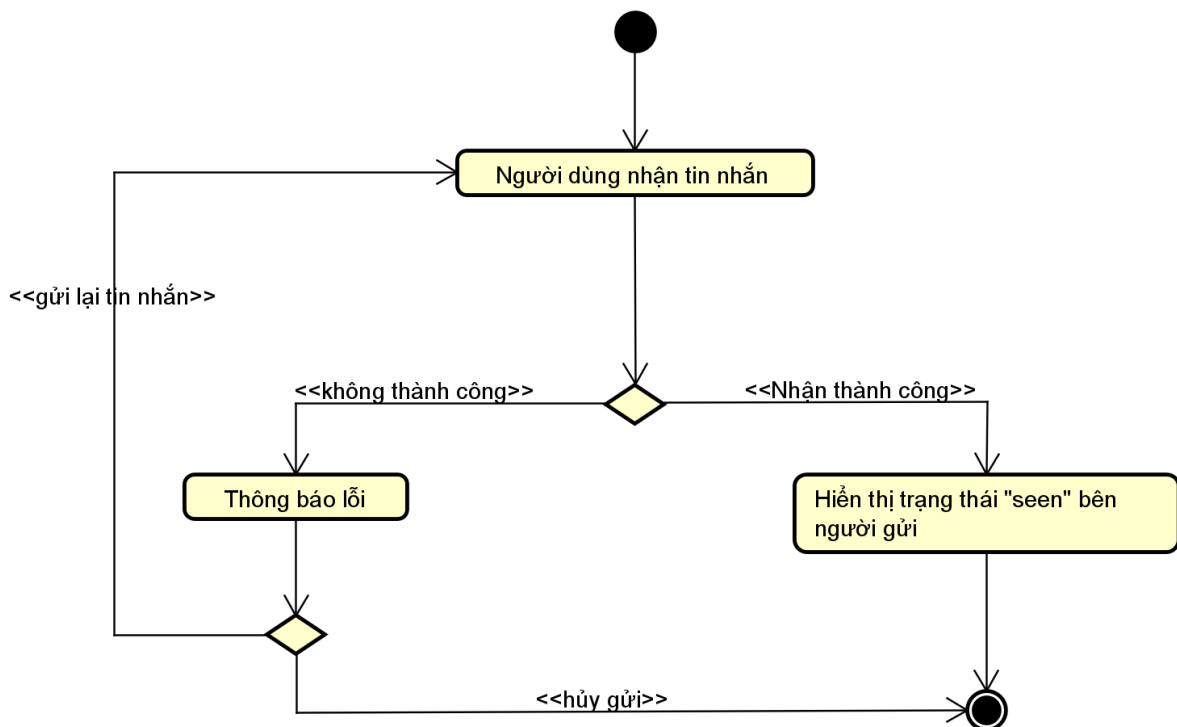 Người dùng nhận tin nhắn
<<gửi lại tin nhắn>>
<<không thành công>>
<<Nhận thành công>>
Thông báo lỗi
Hiển thị trạng thái "seen" bên
người gửi
<<hủy gửi>>